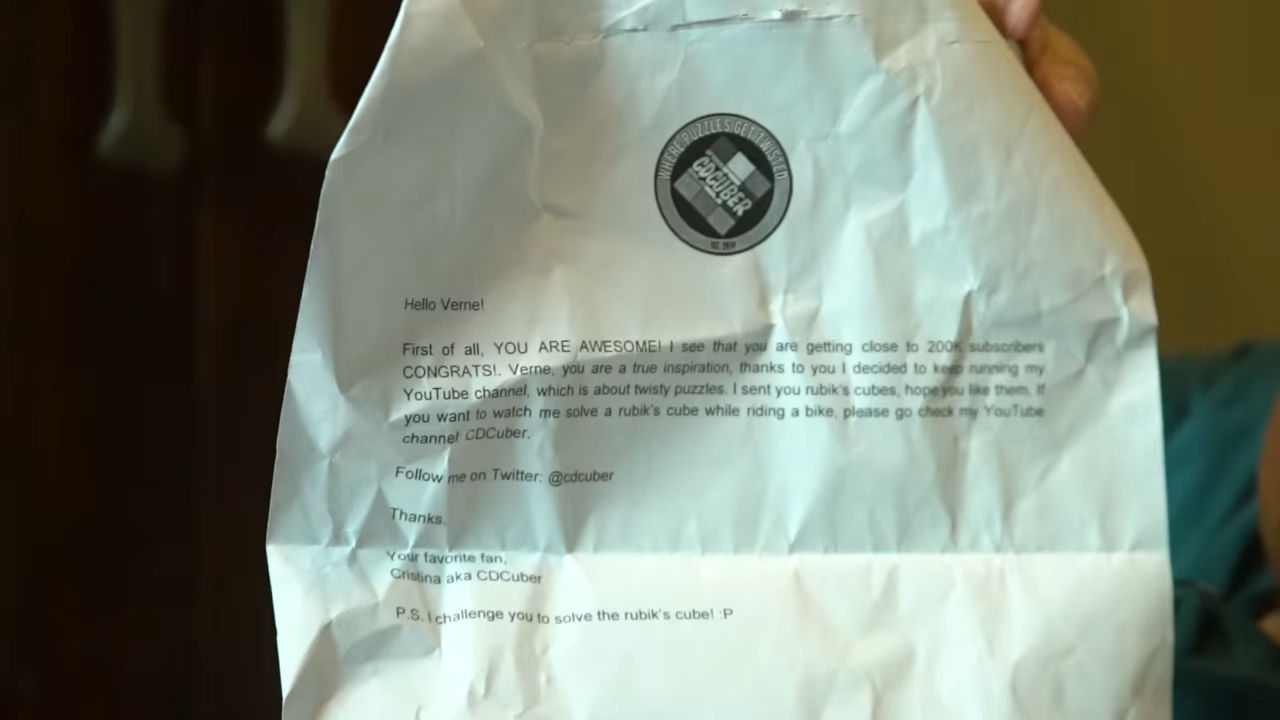 WHERE PUZZLES GET TWISTED
CDCUBER
Hello Verne!
First of all, YOU ARE AWESOME! I see that you are getting close to 200K subscribers
CONGRATS!. Verne, you are a true inspiration, thanks to you I decided to keep running my
YouTube channel, which is about twisty puzzles. I sent you rubik's cubes, hope you like them. If
you want to watch me solve a rubik's cube while riding a bike, please go check my YouTube
channel CDCuber.
Follow me on Twitter: @cdcuber
Thanks.
Your favorite fan,
Cristina aka CDCuber
P.S. I challenge you to solve the rubik's cube! :P